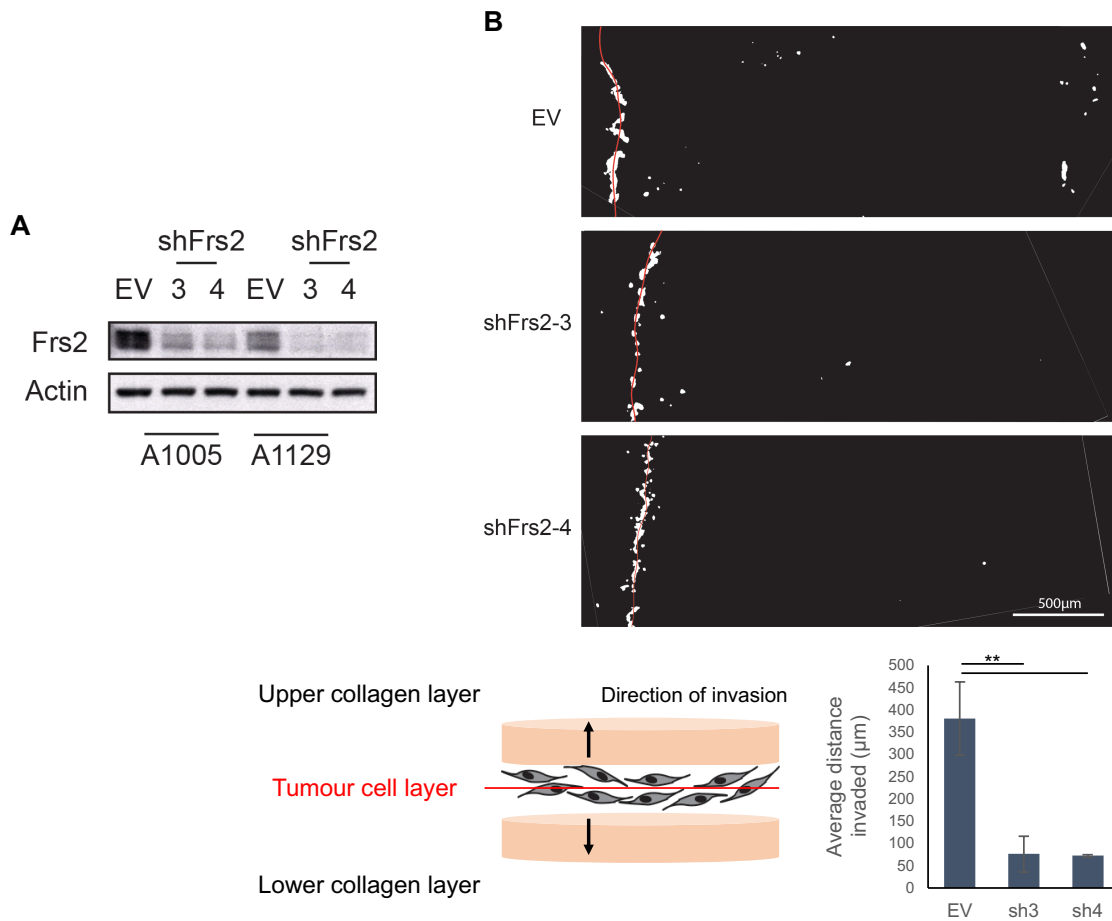 A
shFrs2 shFrs2
EV 3 4 EV 3 4
Frs2
Actin
A1005 A1129
B
EV
shFrs2-3
shFrs2-4
500µm
Upper collagen layer
Direction of invasion
Tumour cell layer
Lower collagen layer
Average distance
invaded (µm)
500
450
400
350
300
250
200
150
100
50
0
**
EV sh3 sh4